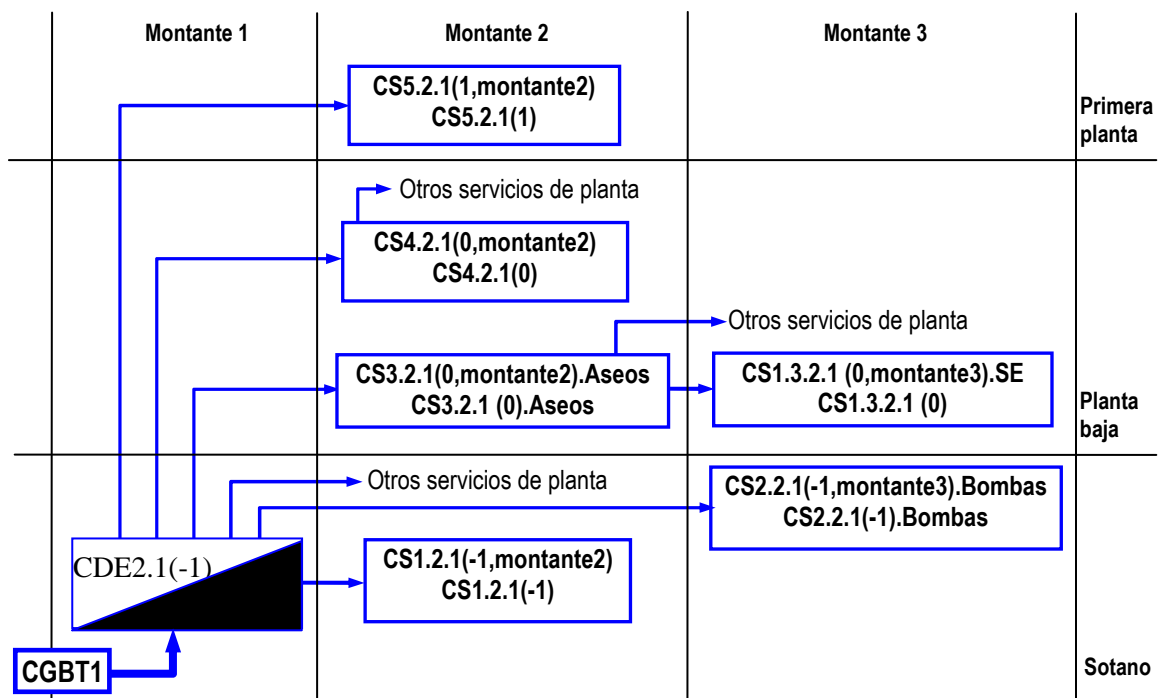 Montante 1
Montante 2
Montante 3
CS5.2.1(1,montante2)
CS5.2.1(1)
Primera
planta
Otros servicios de planta
CS4.2.1(0,montante2)
CS4.2.1(0)
Otros servicios de planta
CS3.2.1(0,montante2).Aseos
CS3.2.1 (0).Aseos
CS1.3.2.1 (0,montante3).SE
CS1.3.2.1 (0)
Planta
baja
Otros servicios de planta
CS2.2.1(-1,montante3).Bombas
CS2.2.1(-1).Bombas
CDE2.1(-1)
CS1.2.1(-1,montante2)
CS1.2.1(-1)
CGBT1
Sotano